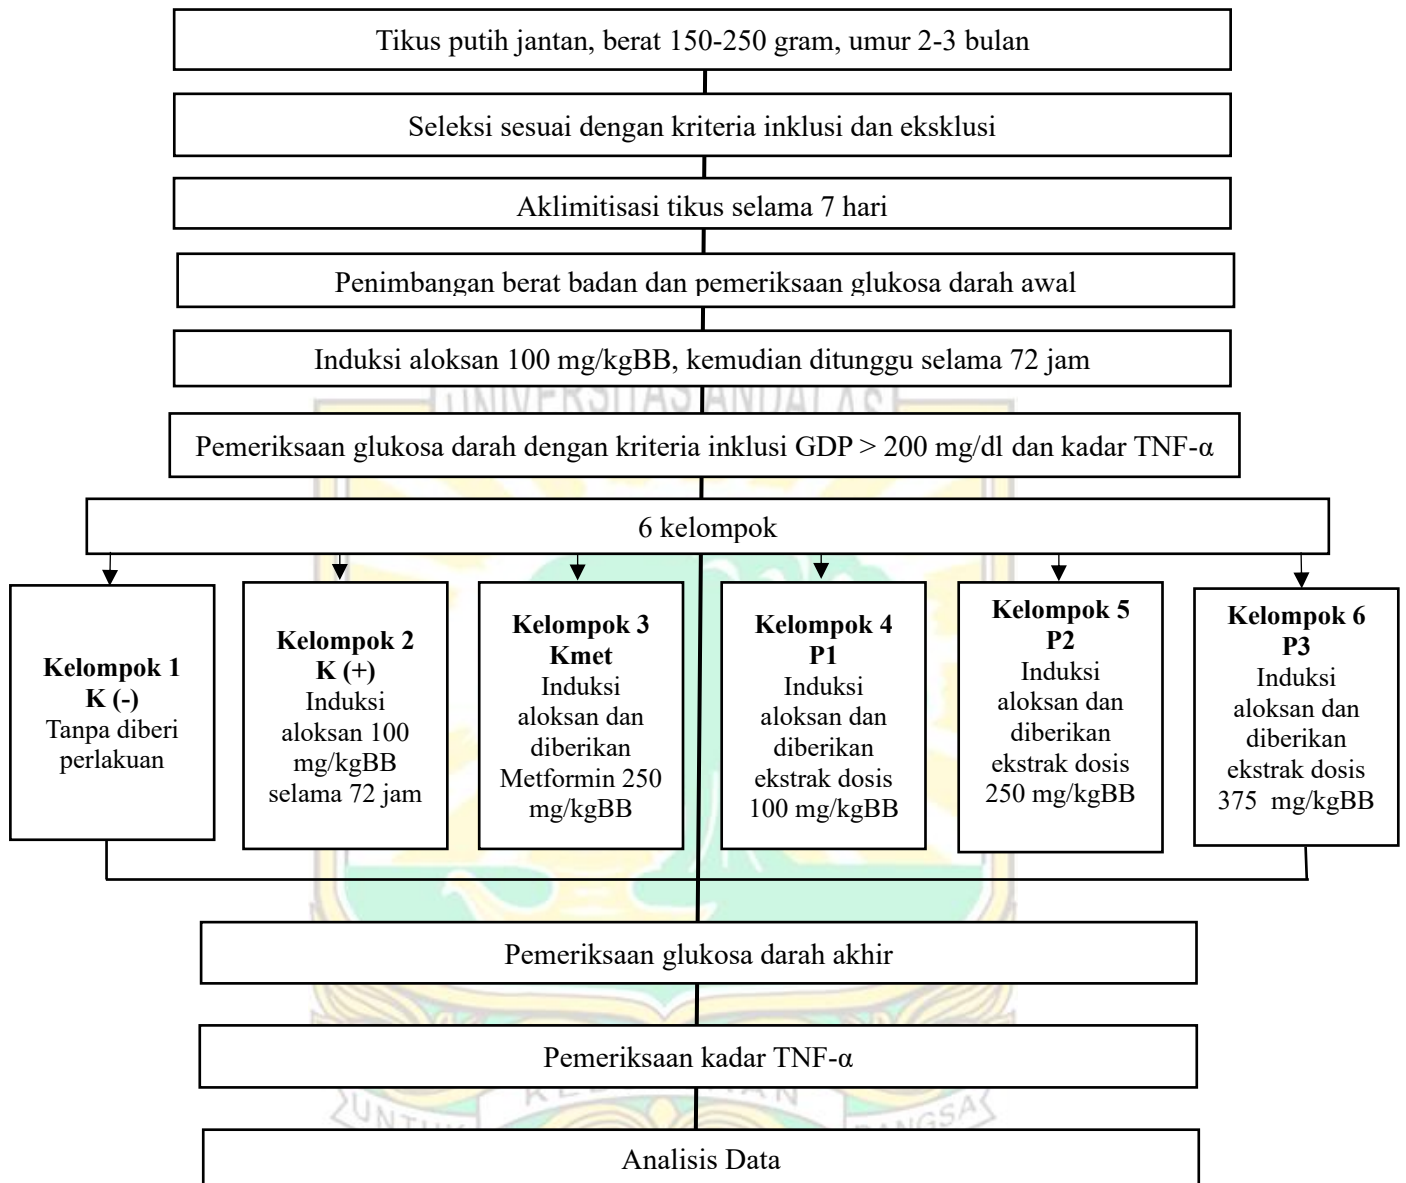 Tikus putih jantan, berat 150-250 gram, umur 2-3 bulan
Seleksi sesuai dengan kriteria inklusi dan eksklusi
Aklimitisasi tikus selama 7 hari
Penimbangan berat badan dan pemeriksaan glukosa darah awal
Induksi aloksan 100 mg/kgBB, kemudian ditunggu selama 72 jam
UNIVERSITAS ANDALAS
Pemeriksaan glukosa darah dengan kriteria inklusi GDP > 200 mg/dl dan kadar TNF-α
6 kelompok
Kelompok 1
K (-)
Tanpa diberi
perlakuan
Kelompok 2
K (+)
Induksi
aloksan 100
mg/kgBB
selama 72 jam
Kelompok 3
Kmet
Induksi
aloksan dan
diberikan
Metformin 250
mg/kgBB
Kelompok 4
P1
Induksi
aloksan dan
diberikan
ekstrak dosis
100 mg/kgBB
Kelompok 5
P2
Induksi
aloksan dan
diberikan
ekstrak dosis
250 mg/kgBB
Kelompok 6
P3
Induksi
aloksan dan
diberikan
ekstrak dosis
375 mg/kgBB
Pemeriksaan glukosa darah akhir
Pemeriksaan kadar TNF-α
Analisis Data